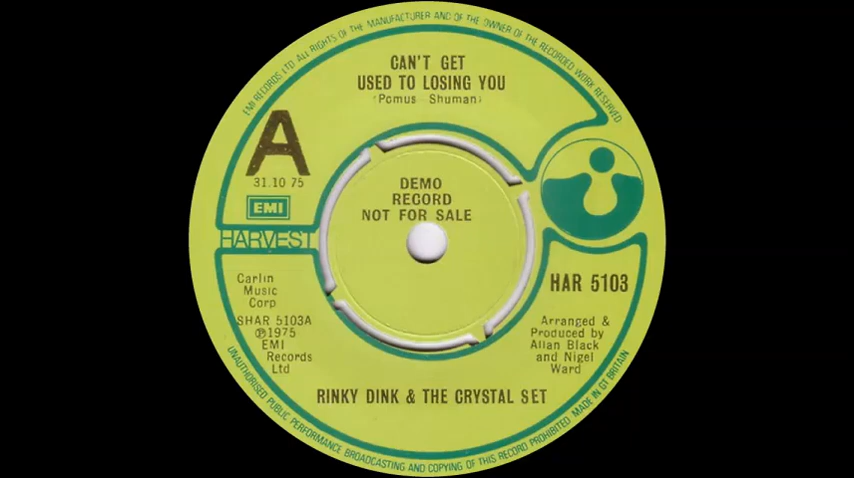 EMI RECORDS LTD ALL RIGHTS OF THE MANUFACTURER AND OF THE OWNER OF THE RECORDED WORK RESERVED
CAN'T GET
USED TO LOSING YOU
(Pomus - Shuman)
A
31.10 75
EMI
HARVEST
DEMO
RECORD
NOT FOR SALE
Carlin
Music
Corp
SHAR 5103A
℗1975
EMI
Records
Ltd
HAR 5103
Arranged &
Produced by
Allan Black
and Nigel
Ward
RINKY DINK & THE CRYSTAL SET
UNAUTHORISED PUBLIC PERFORMANCE BROADCASTING AND COPYING OF THIS RECORD PROHIBITED MADE IN GT BRITAIN